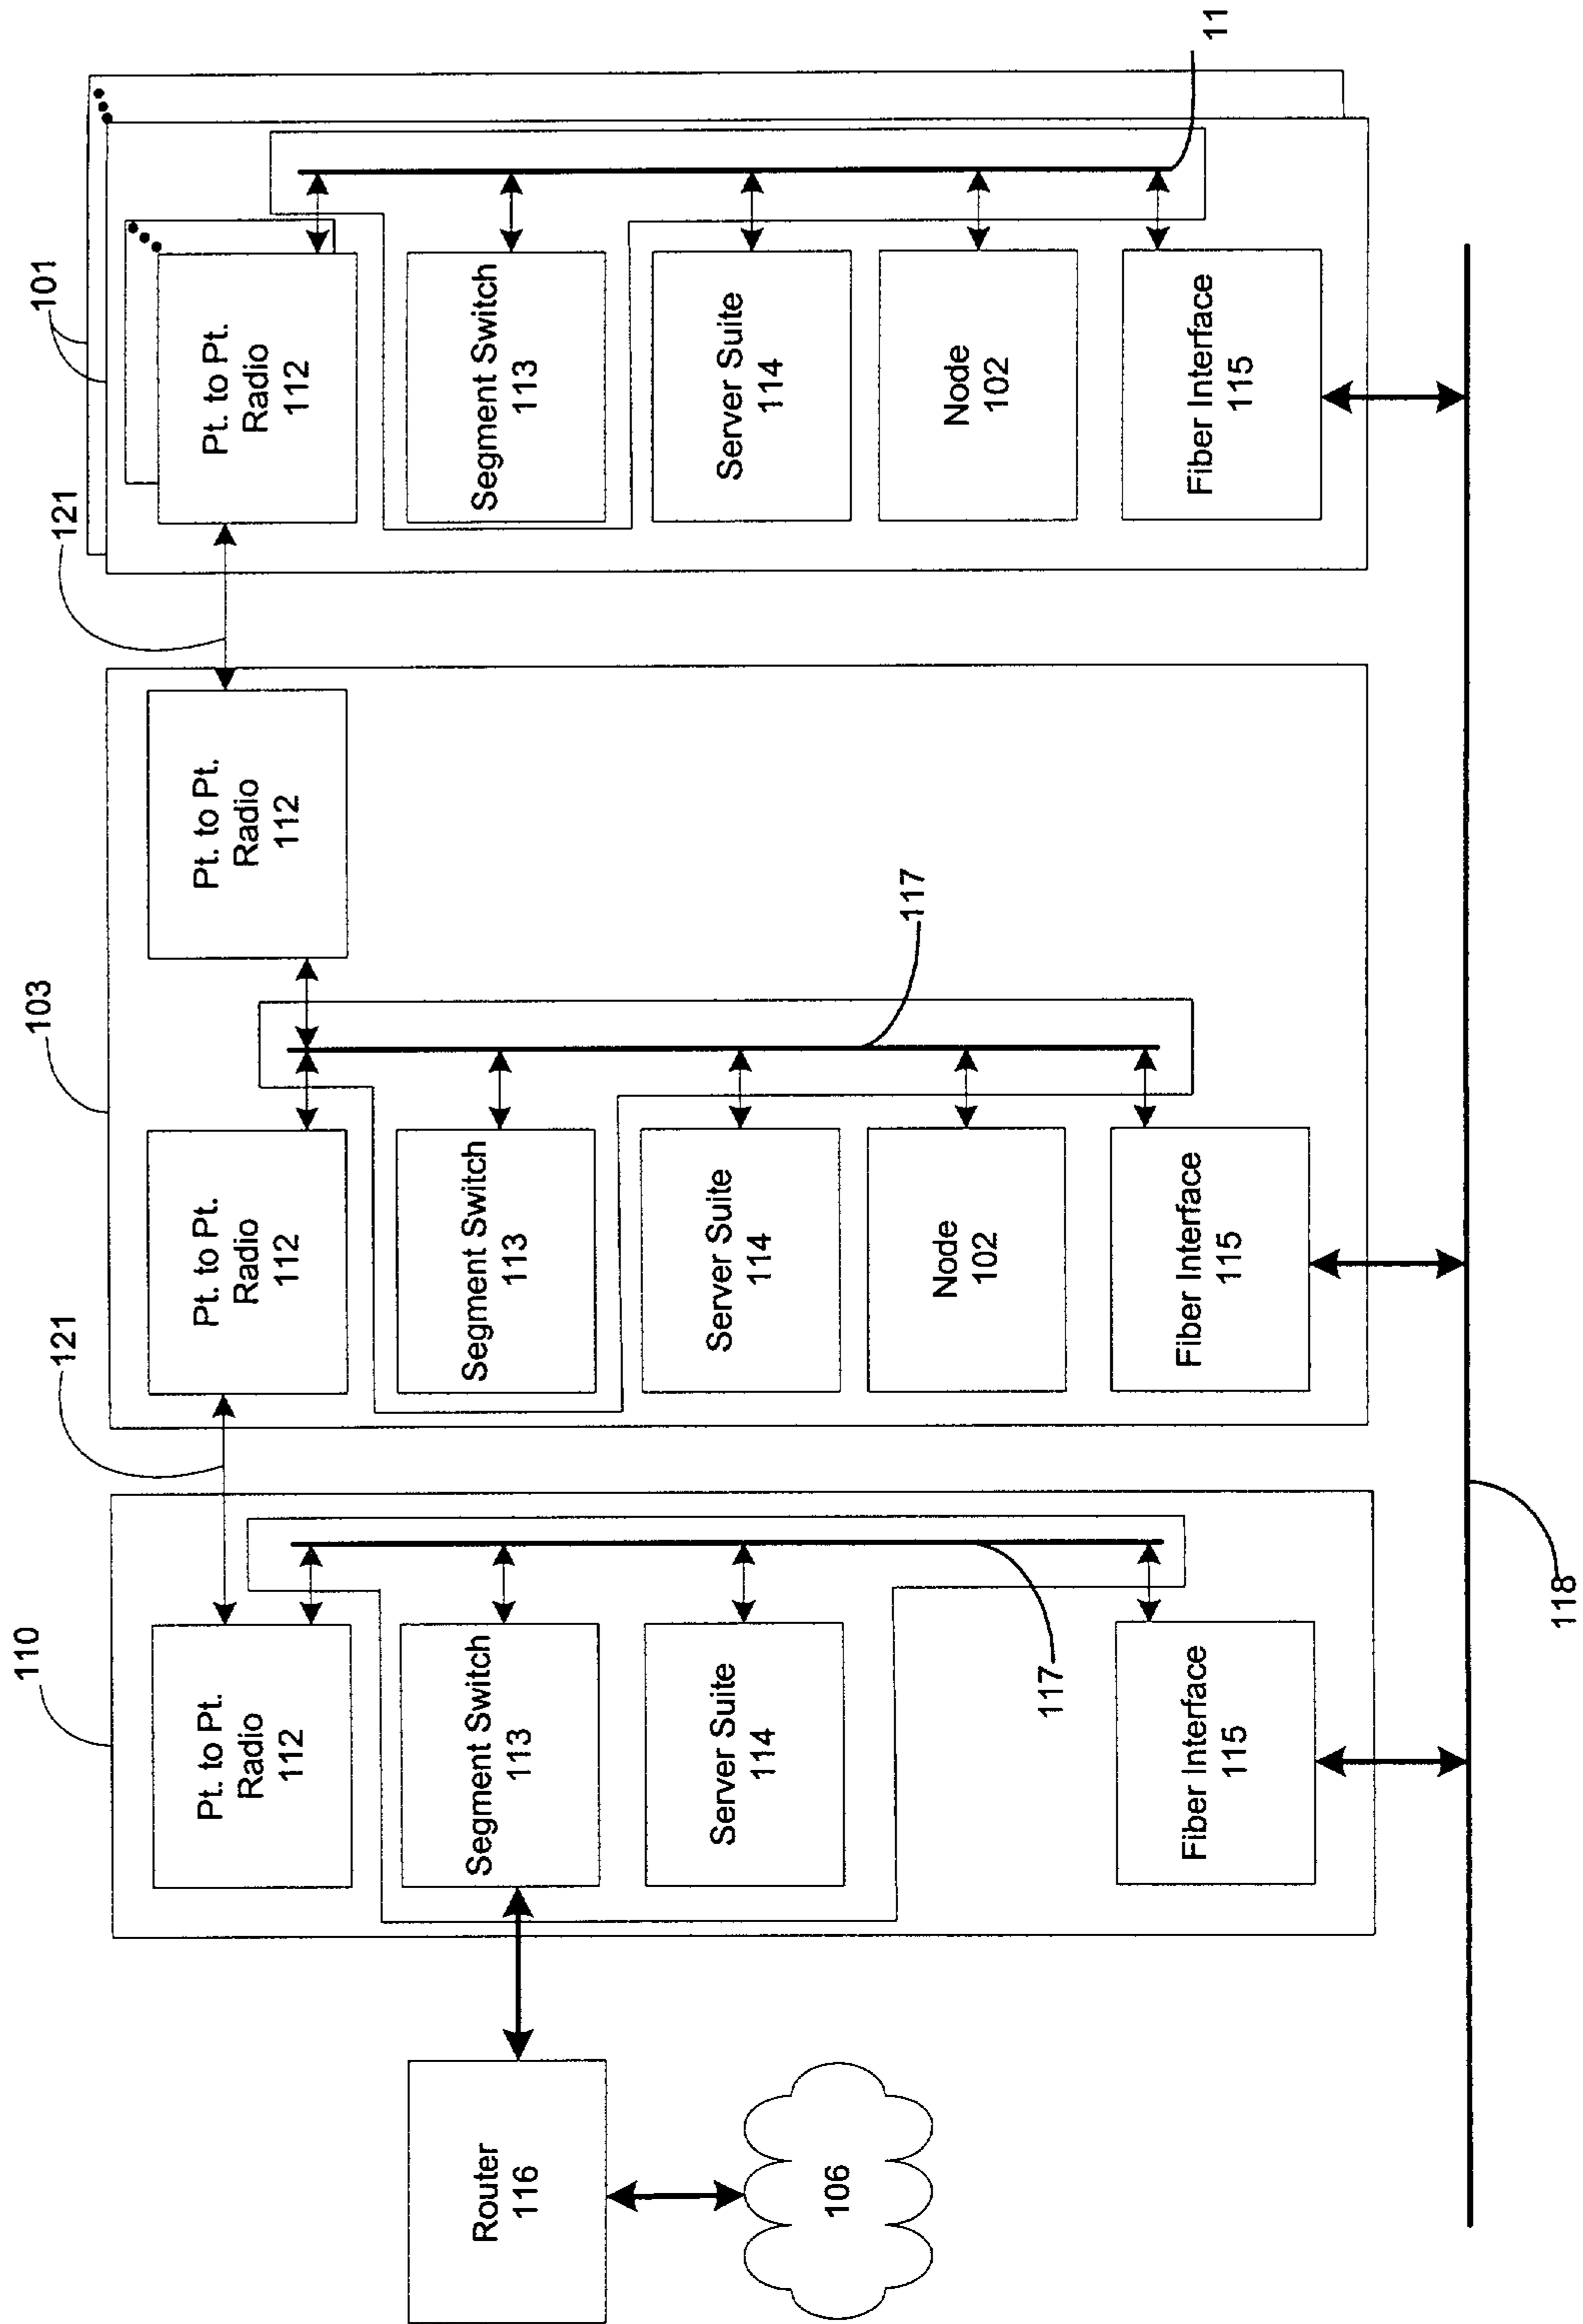 110
103
101
121
121
Pt. to Pt.
Radio
112
Pt. to Pt.
Radio
112
Pt. to Pt.
Radio
112
Pt. to Pt.
Radio
112
Router
116
Segment Switch
113
Segment Switch
113
Segment Switch
113
106
Server Suite
114
Server Suite
114
Server Suite
114
Node
102
Node
102
117
117
11
Fiber Interface
115
Fiber Interface
115
Fiber Interface
115
118